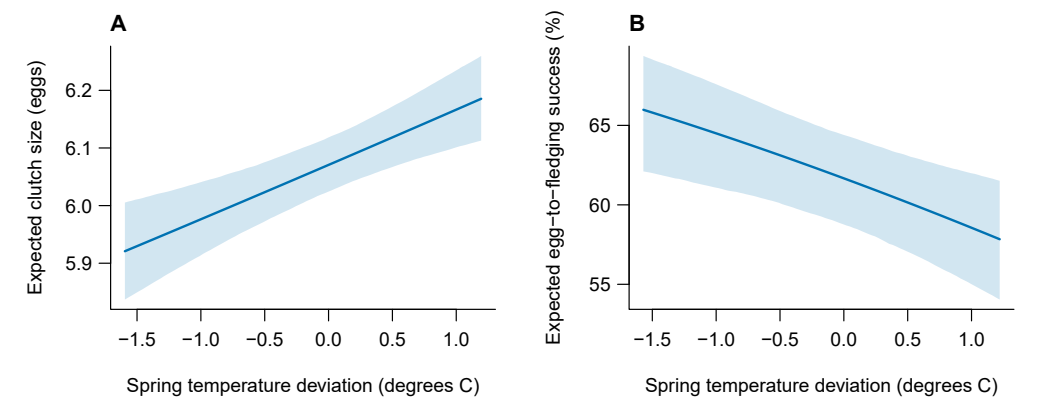 A
Expected clutch size (eggs)
6.2
6.1
6.0
5.9
−1.5 −1.0 −0.5 0.0 0.5 1.0
Spring temperature deviation (degrees C)
B
Expected egg−to−fledging success (%)
65
60
55
−1.5 −1.0 −0.5 0.0 0.5 1.0
Spring temperature deviation (degrees C)